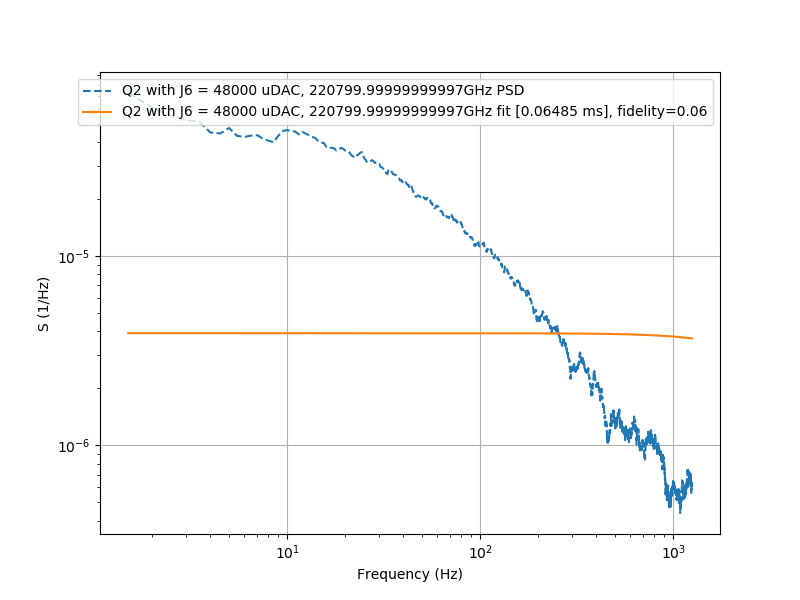 Q2 with J6 = 48000 uDAC, 220799.99999999997GHz PSD
Q2 with J6 = 48000 uDAC, 220799.99999999997GHz fit [0.06485 ms], fidelity=0.06
S (1/Hz)
10⁻⁵
10⁻⁶
10¹ 10² 10³
Frequency (Hz)